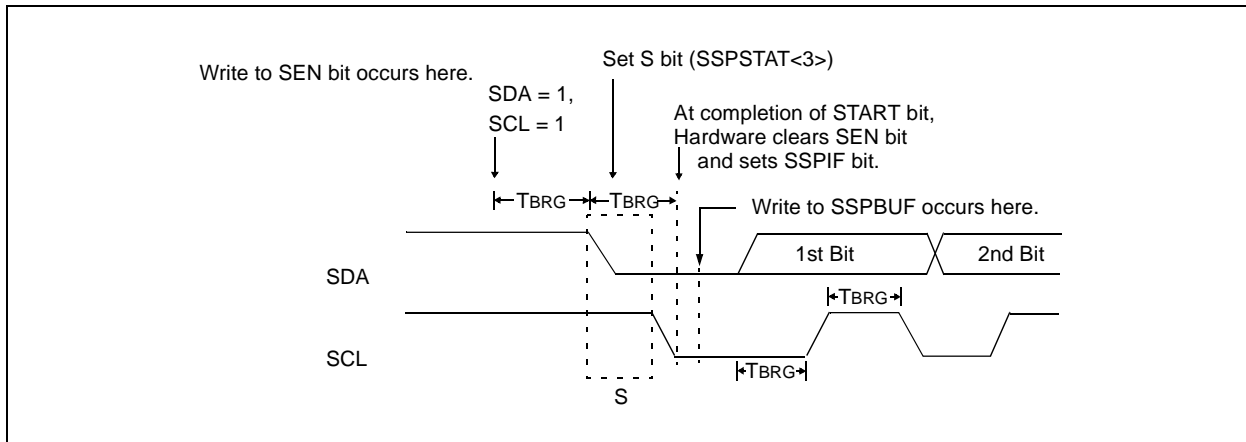 Write to SEN bit occurs here.
Set S bit (SSPSTAT<3>)
SDA = 1,
SCL = 1
At completion of START bit,
Hardware clears SEN bit
and sets SSPIF bit.
TBRG
TBRG
Write to SSPBUF occurs here.
SDA
1st Bit
2nd Bit
TBRG
SCL
TBRG
S